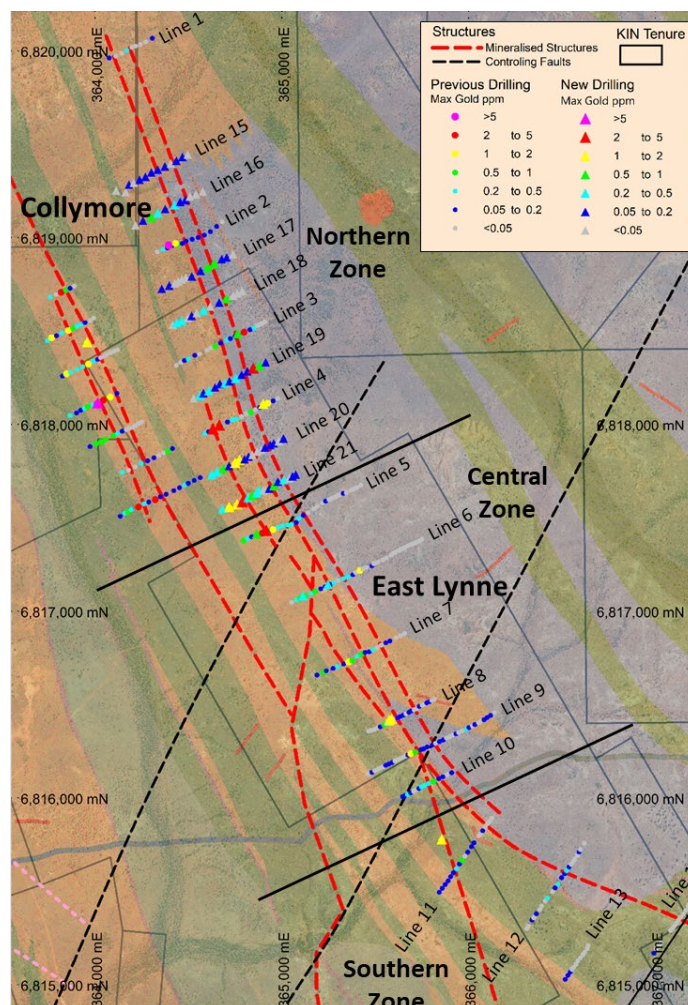 Structures
Mineralised Structures
Controling Faults
KIN Tenure
Previous Drilling
Max Gold ppm
>5
2 to 5
1 to 2
0.5 to 1
0.2 to 0.5
0.05 to 0.2
<0.05
New Drilling
Max Gold ppm
>5
2 to 5
1 to 2
0.5 to 1
0.2 to 0.5
0.05 to 0.2
<0.05
6,820,000 mN
364,000 mE
365,000 mE
Line 1
Line 15
Line 16
Collymore
Line 2
6,819,000 mN
Line 17
Northern
Zone
Line 18
Line 3
Line 19
Line 4
6,818,000 mN
6,818,000 mN
Line 20
Line 21
Line 5
Central
Zone
Line 6
East Lynne
6,817,000 mN
6,817,000 mN
Line 7
Line 8
Line 9
Line 10
6,816,000 mN
6,816,000 mN
Line 11
Line 12
Line 13
6,815,000 mN
6,815,000 mN
365,000 mE
366,000 mE
Southern
Zone